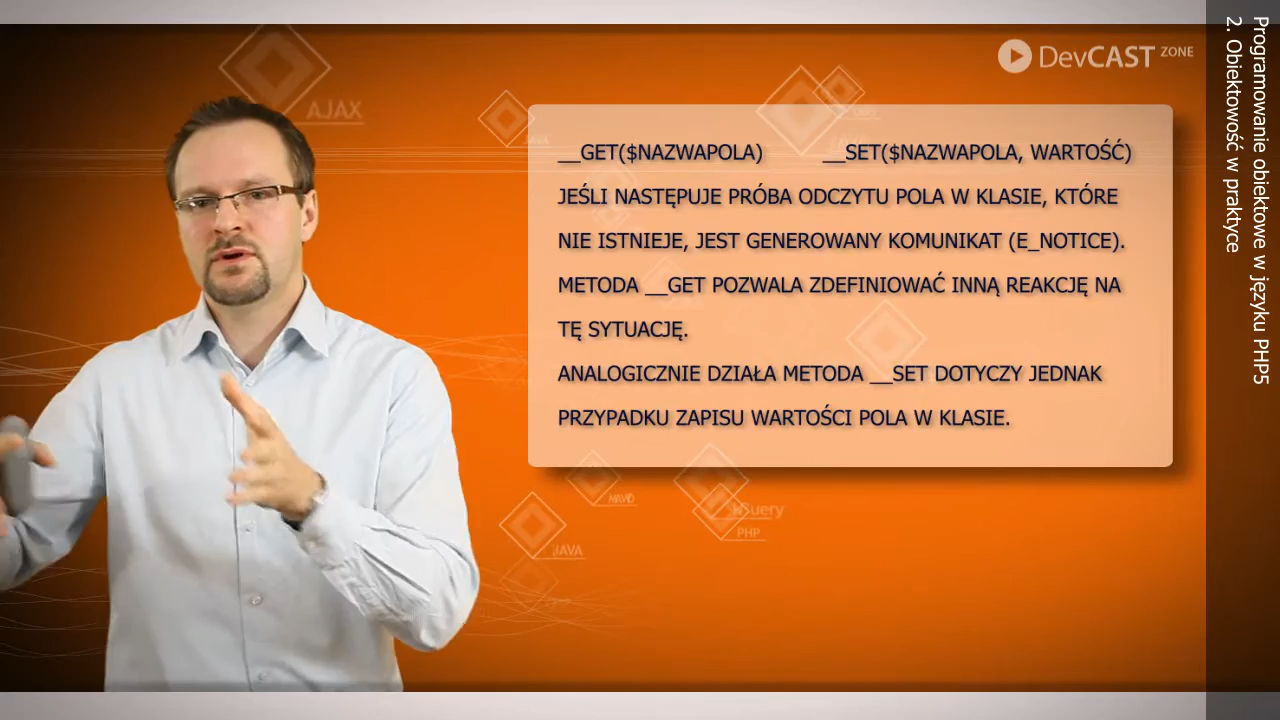 AJAX
DevCAST ZONE
JAVA
__GET($NAZWAPOLA) __SET($NAZWAPOLA, WARTOŚĆ)
JEŚLI NASTĘPUJE PRÓBA ODCZYTU POLA W KLASIE, KTÓRE
NIE ISTNIEJE, JEST GENEROWANY KOMUNIKAT (E_NOTICE).
METODA __GET POZWALA ZDEFINIOWAĆ INNĄ REAKCJĘ NA
TĘ SYTUACJĘ.
ANALOGICZNIE DZIAŁA METODA __SET DOTYCZY JEDNAK
PRZYPADKU ZAPISU WARTOŚCI POLA W KLASIE.
PHP
JAVA
Programowanie obiektowe w języku PHP5
2. Obiektowość w praktyce